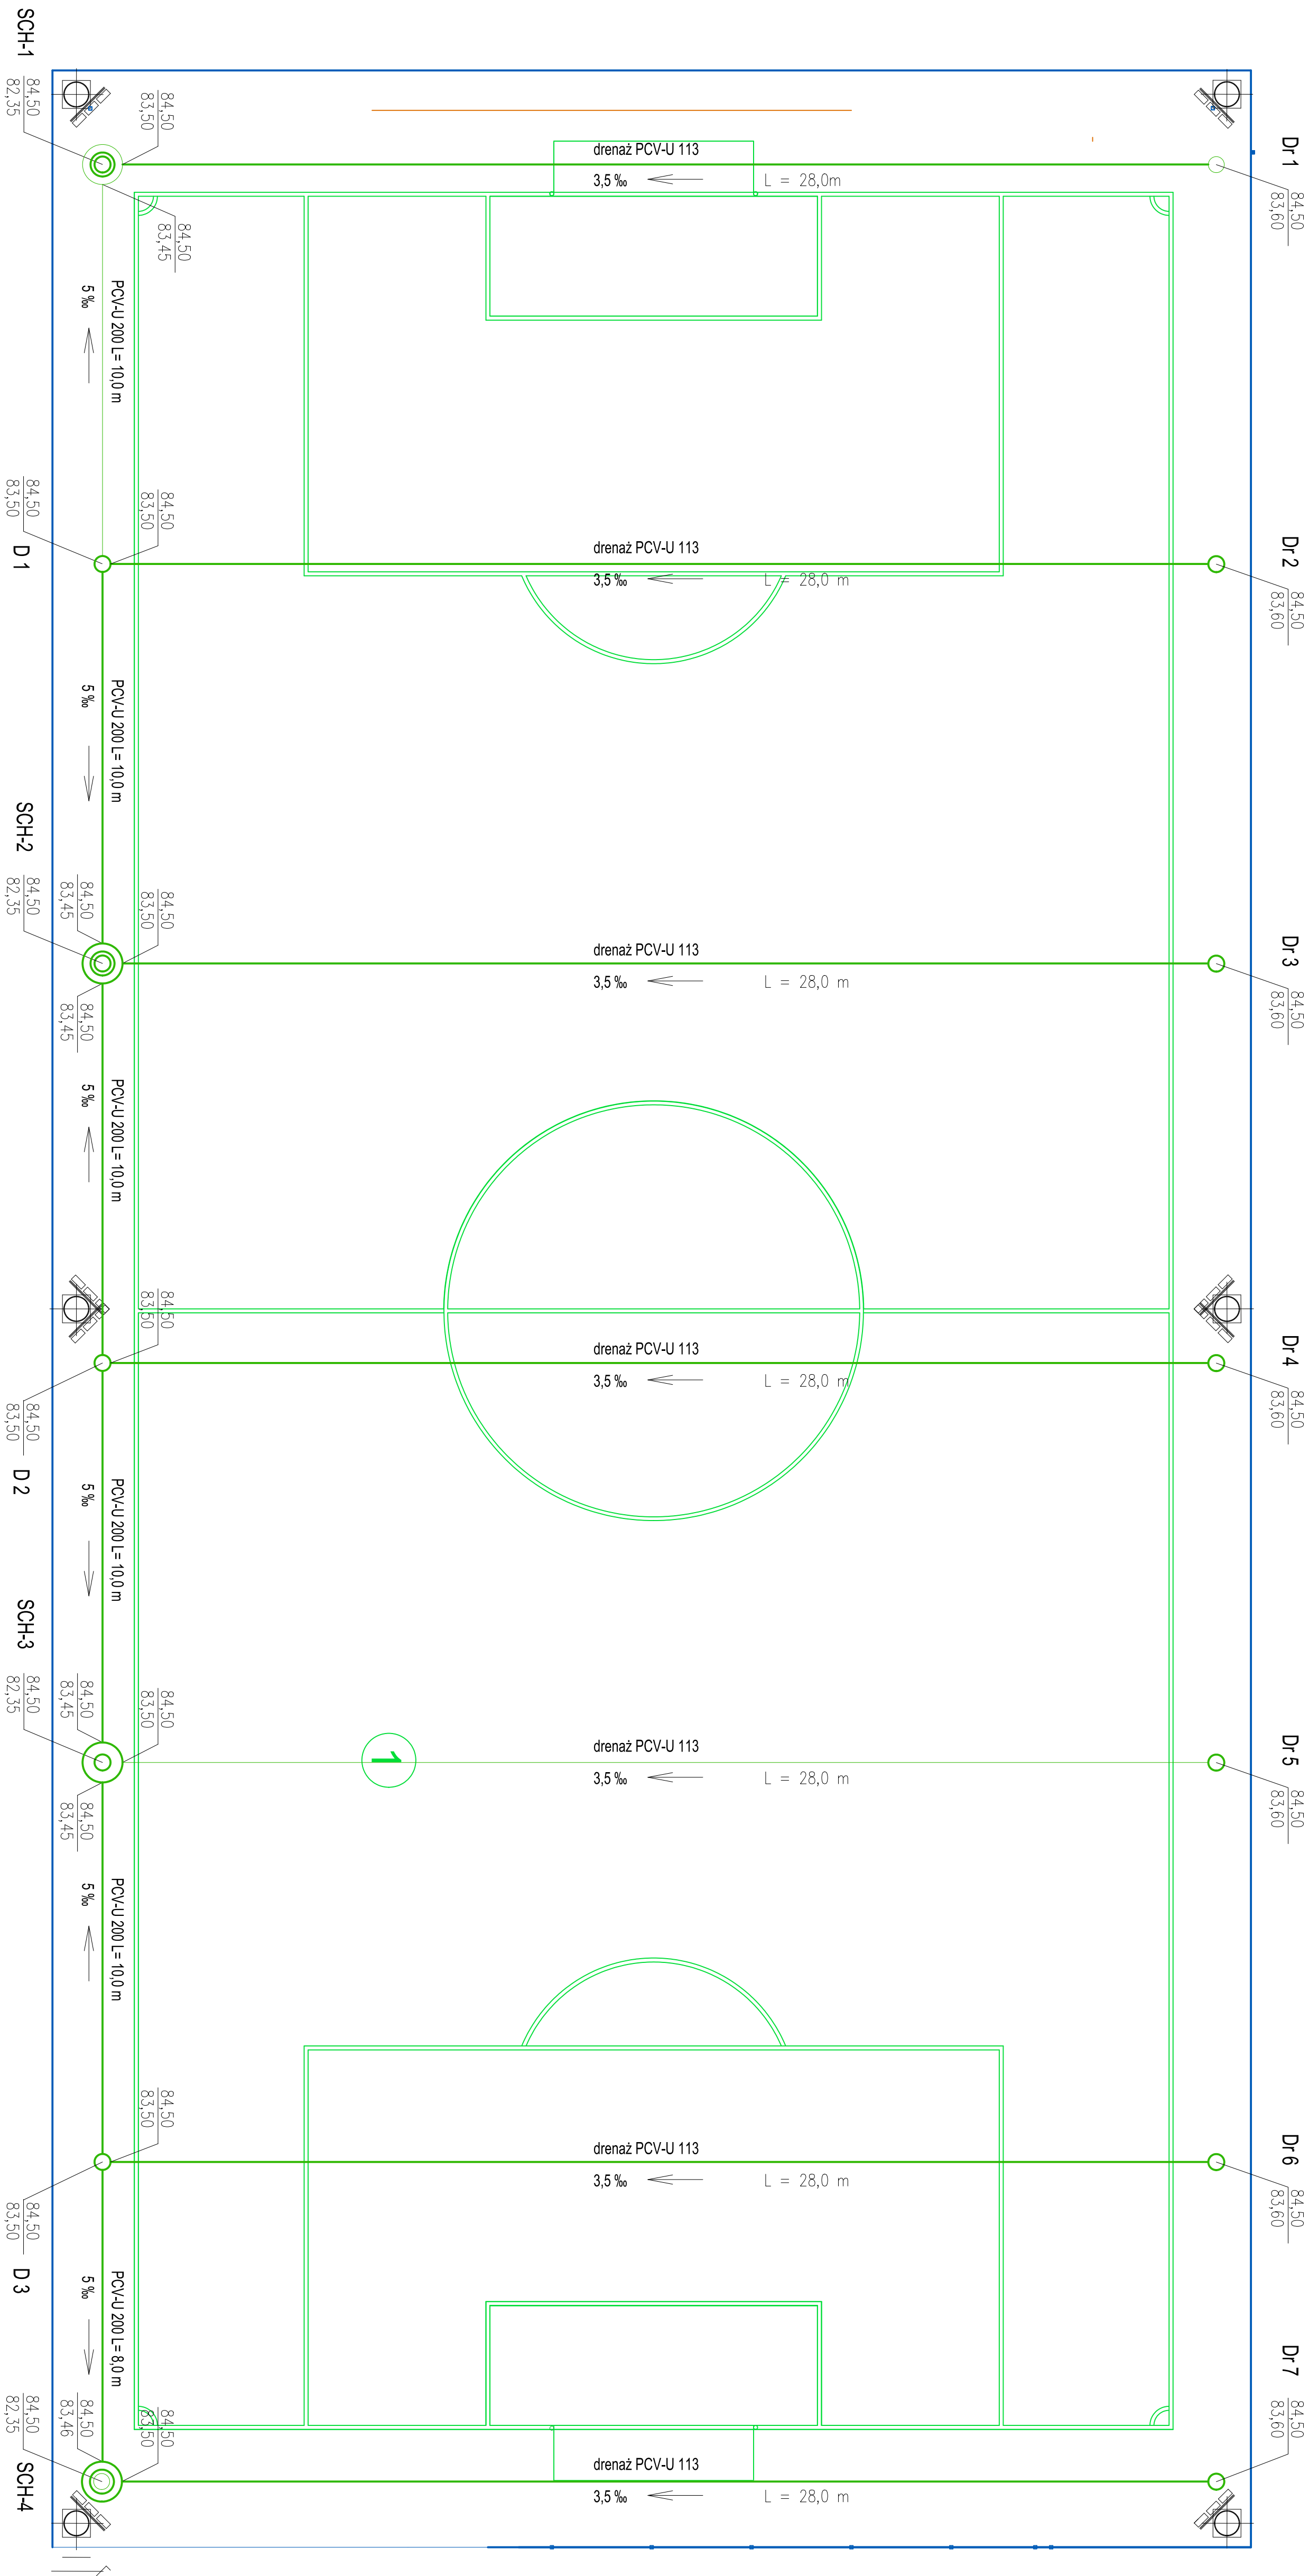 SCH-1
84,50
82,35
84,50
83,50
drenaż PCV-U 113
3,5 ‰
L = 28,0m
Dr 1
84,50
83,60
84,50
83,45
PCV-U 200 L= 10,0 m
5 ‰
84,50
83,50
D 1
84,50
83,50
drenaż PCV-U 113
3,5 ‰
L = 28,0 m
Dr 2
84,50
83,60
PCV-U 200 L= 10,0 m
5 ‰
SCH-2
84,50
82,35
84,50
83,45
84,50
83,50
drenaż PCV-U 113
3,5 ‰
L = 28,0 m
Dr 3
84,50
83,60
84,50
83,45
PCV-U 200 L= 10,0 m
5 ‰
84,50
83,50
drenaż PCV-U 113
3,5 ‰
L = 28,0 m
Dr 4
84,50
83,60
84,50
83,50
D 2
PCV-U 200 L= 10,0 m
5 ‰
SCH-3
84,50
82,35
84,50
83,45
84,50
83,50
1
drenaż PCV-U 113
3,5 ‰
L = 28,0 m
Dr 5
84,50
83,60
84,50
83,45
PCV-U 200 L= 10,0 m
5 ‰
84,50
83,50
drenaż PCV-U 113
3,5 ‰
L = 28,0 m
Dr 6
84,50
83,60
84,50
83,50
D 3
PCV-U 200 L= 8,0 m
5 ‰
84,50
82,35
SCH-4
84,50
83,46
84,50
83,50
drenaż PCV-U 113
3,5 ‰
L = 28,0 m
Dr 7
84,50
83,60